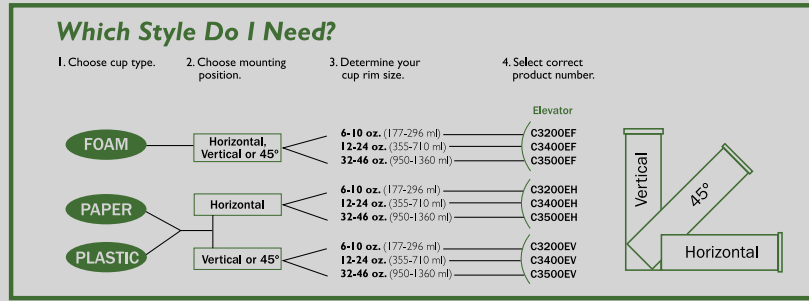 Which Style Do I Need?
1. Choose cup type.
2. Choose mounting
position.
3. Determine your
cup rim size.
4. Select correct
product number.
Elevator
FOAM
Horizontal,
Vertical or 45º
6-10 oz. (177-296 ml) C3200EF
12-24 oz. (355-710 ml) C3400EF
32-46 oz. (950-1360 ml) C3500EF
PAPER
PLASTIC
Horizontal
6-10 oz. (177-296 ml) C3200EH
12-24 oz. (355-710 ml) C3400EH
32-46 oz. (950-1360 ml) C3500EH
Vertical or 45º
6-10 oz. (177-296 ml) C3200EV
12-24 oz. (355-710 ml) C3400EV
32-46 oz. (950-1360 ml) C3500EV
Vertical
45º
Horizontal